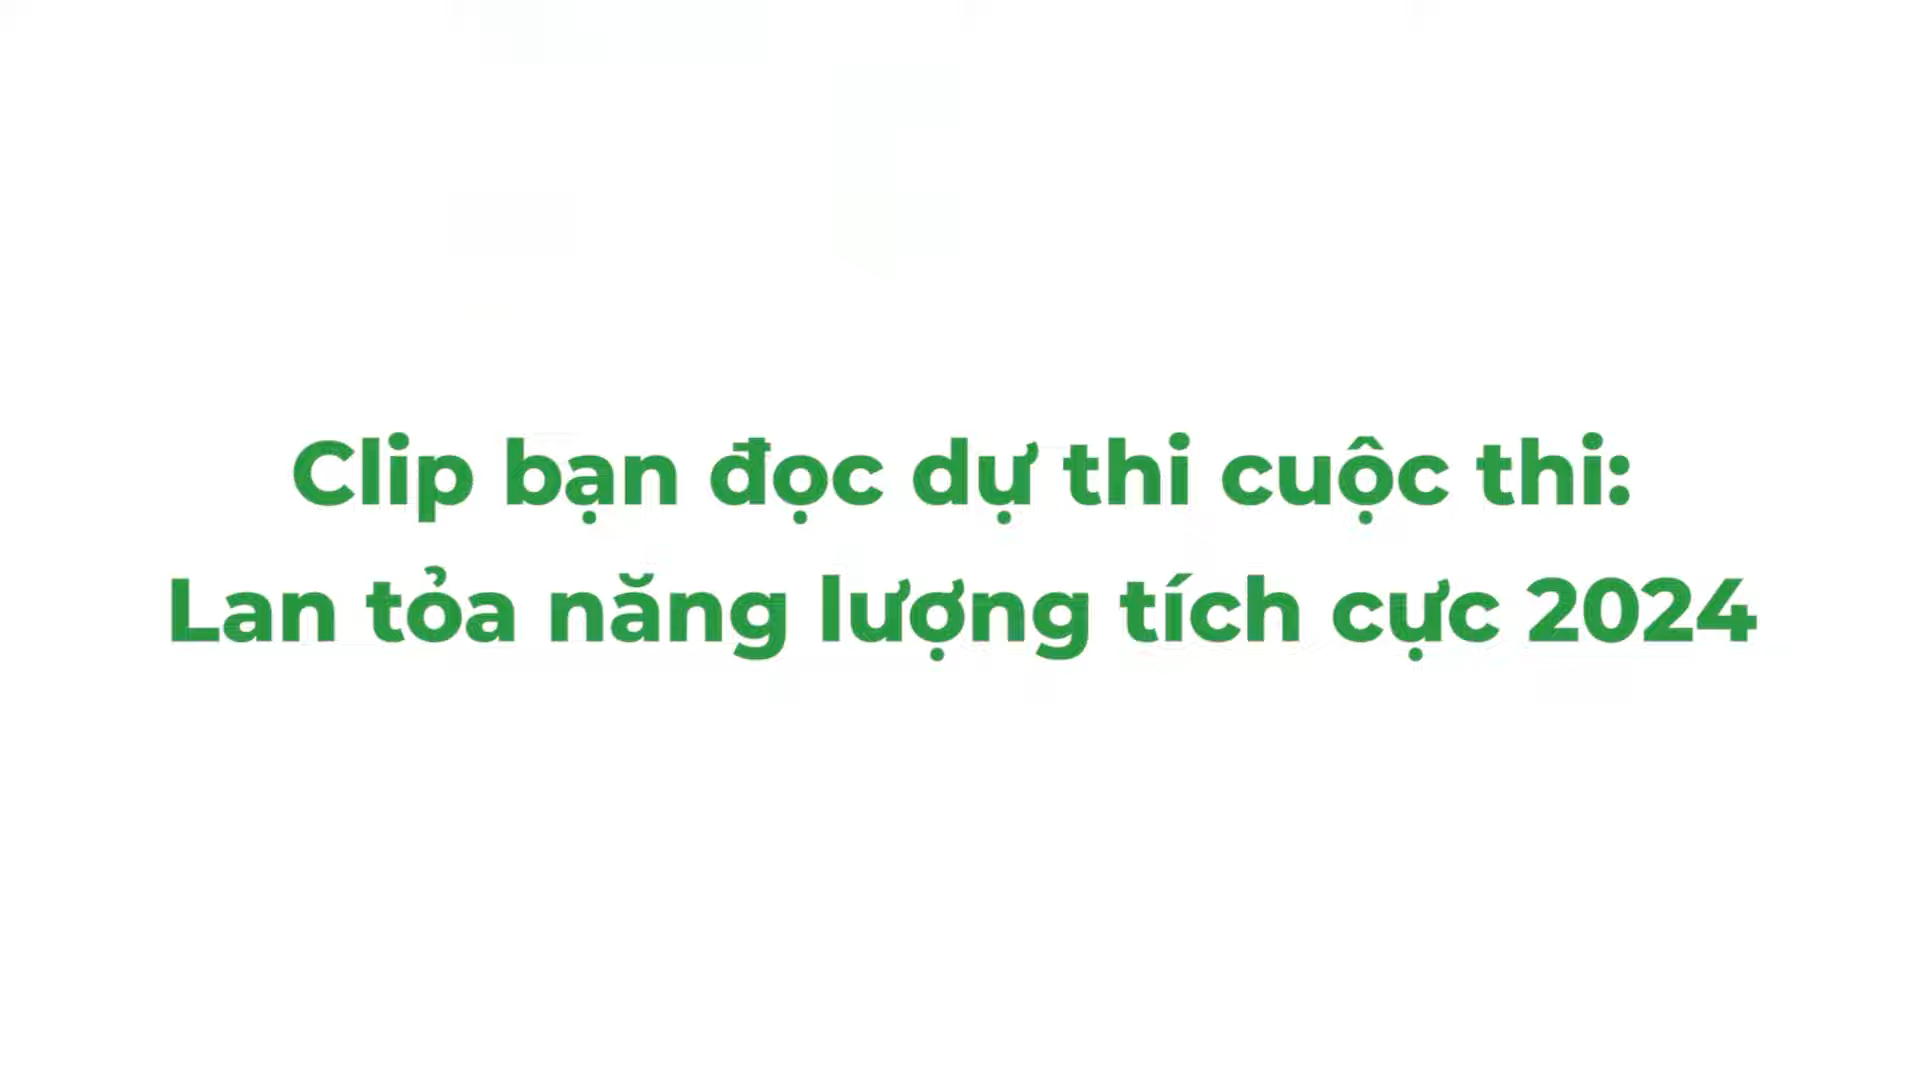 Clip bạn đọc dự thi cuộc thi:
Lan tỏa năng lượng tích cực 2024